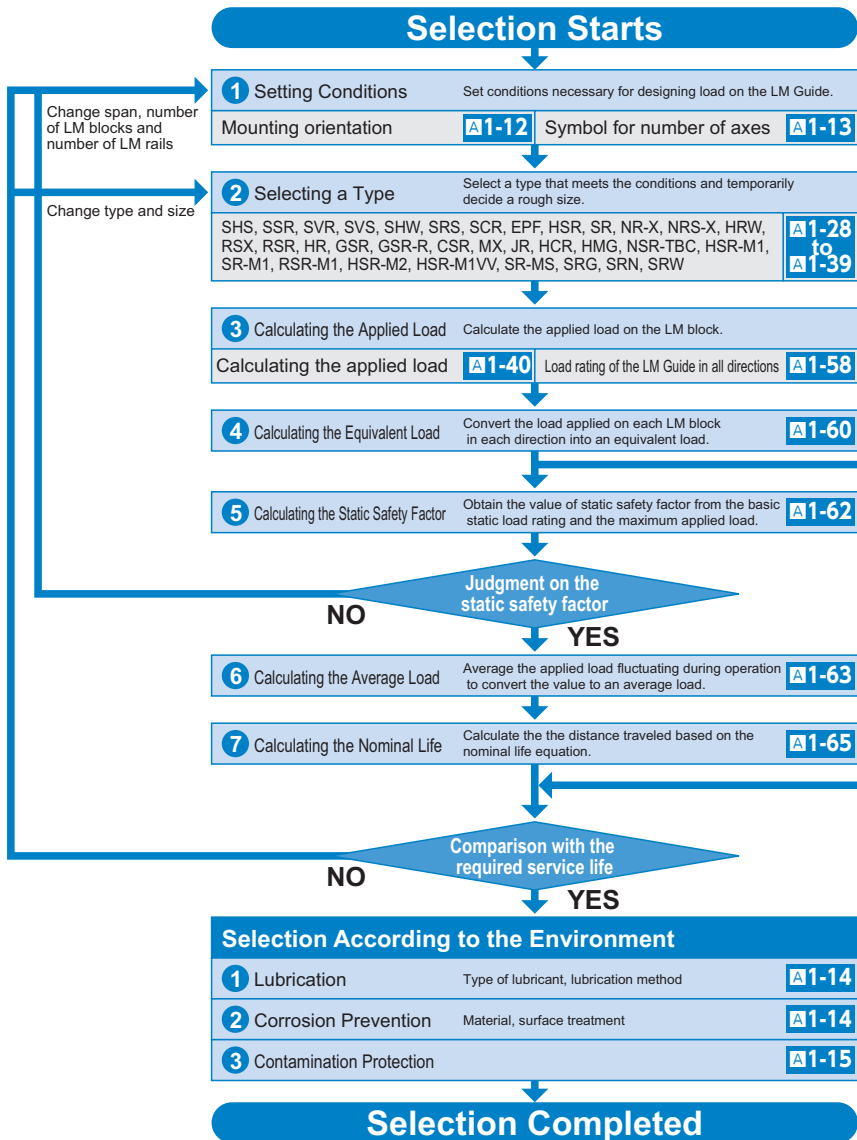 Selection Starts
1 Setting Conditions
Set conditions necessary for designing load on the LM Guide.
Change span, number
of LM blocks and
number of LM rails
Mounting orientation
A1-12
Symbol for number of axes
A1-13
2 Selecting a Type
Select a type that meets the conditions and temporarily
decide a rough size.
Change type and size
SHS, SSR, SVR, SVS, SHW, SRS, SCR, EPF, HSR, SR, NR-X, NRS-X, HRW,
RSX, RSR, HR, GSR, GSR-R, CSR, MX, JR, HCR, HMG, NSR-TBC, HSR-M1,
SR-M1, RSR-M1, HSR-M2, HSR-M1VV, SR-MS, SRG, SRN, SRW
A1-28
to
A1-39
3 Calculating the Applied Load
Calculate the applied load on the LM block.
Calculating the applied load
A1-40
Load rating of the LM Guide in all directions
A1-58
4 Calculating the Equivalent Load
Convert the load applied on each LM block
in each direction into an equivalent load.
A1-60
5 Calculating the Static Safety Factor
Obtain the value of static safety factor from the basic
static load rating and the maximum applied load.
A1-62
Judgment on the
static safety factor
NO
YES
6 Calculating the Average Load
Average the applied load fluctuating during operation
to convert the value to an average load.
A1-63
7 Calculating the Nominal Life
Calculate the the distance traveled based on the
nominal life equation.
A1-65
Comparison with the
required service life
NO
YES
Selection According to the Environment
1 Lubrication
Type of lubricant, lubrication method
A1-14
2 Corrosion Prevention
Material, surface treatment
A1-14
3 Contamination Protection
A1-15
Selection Completed